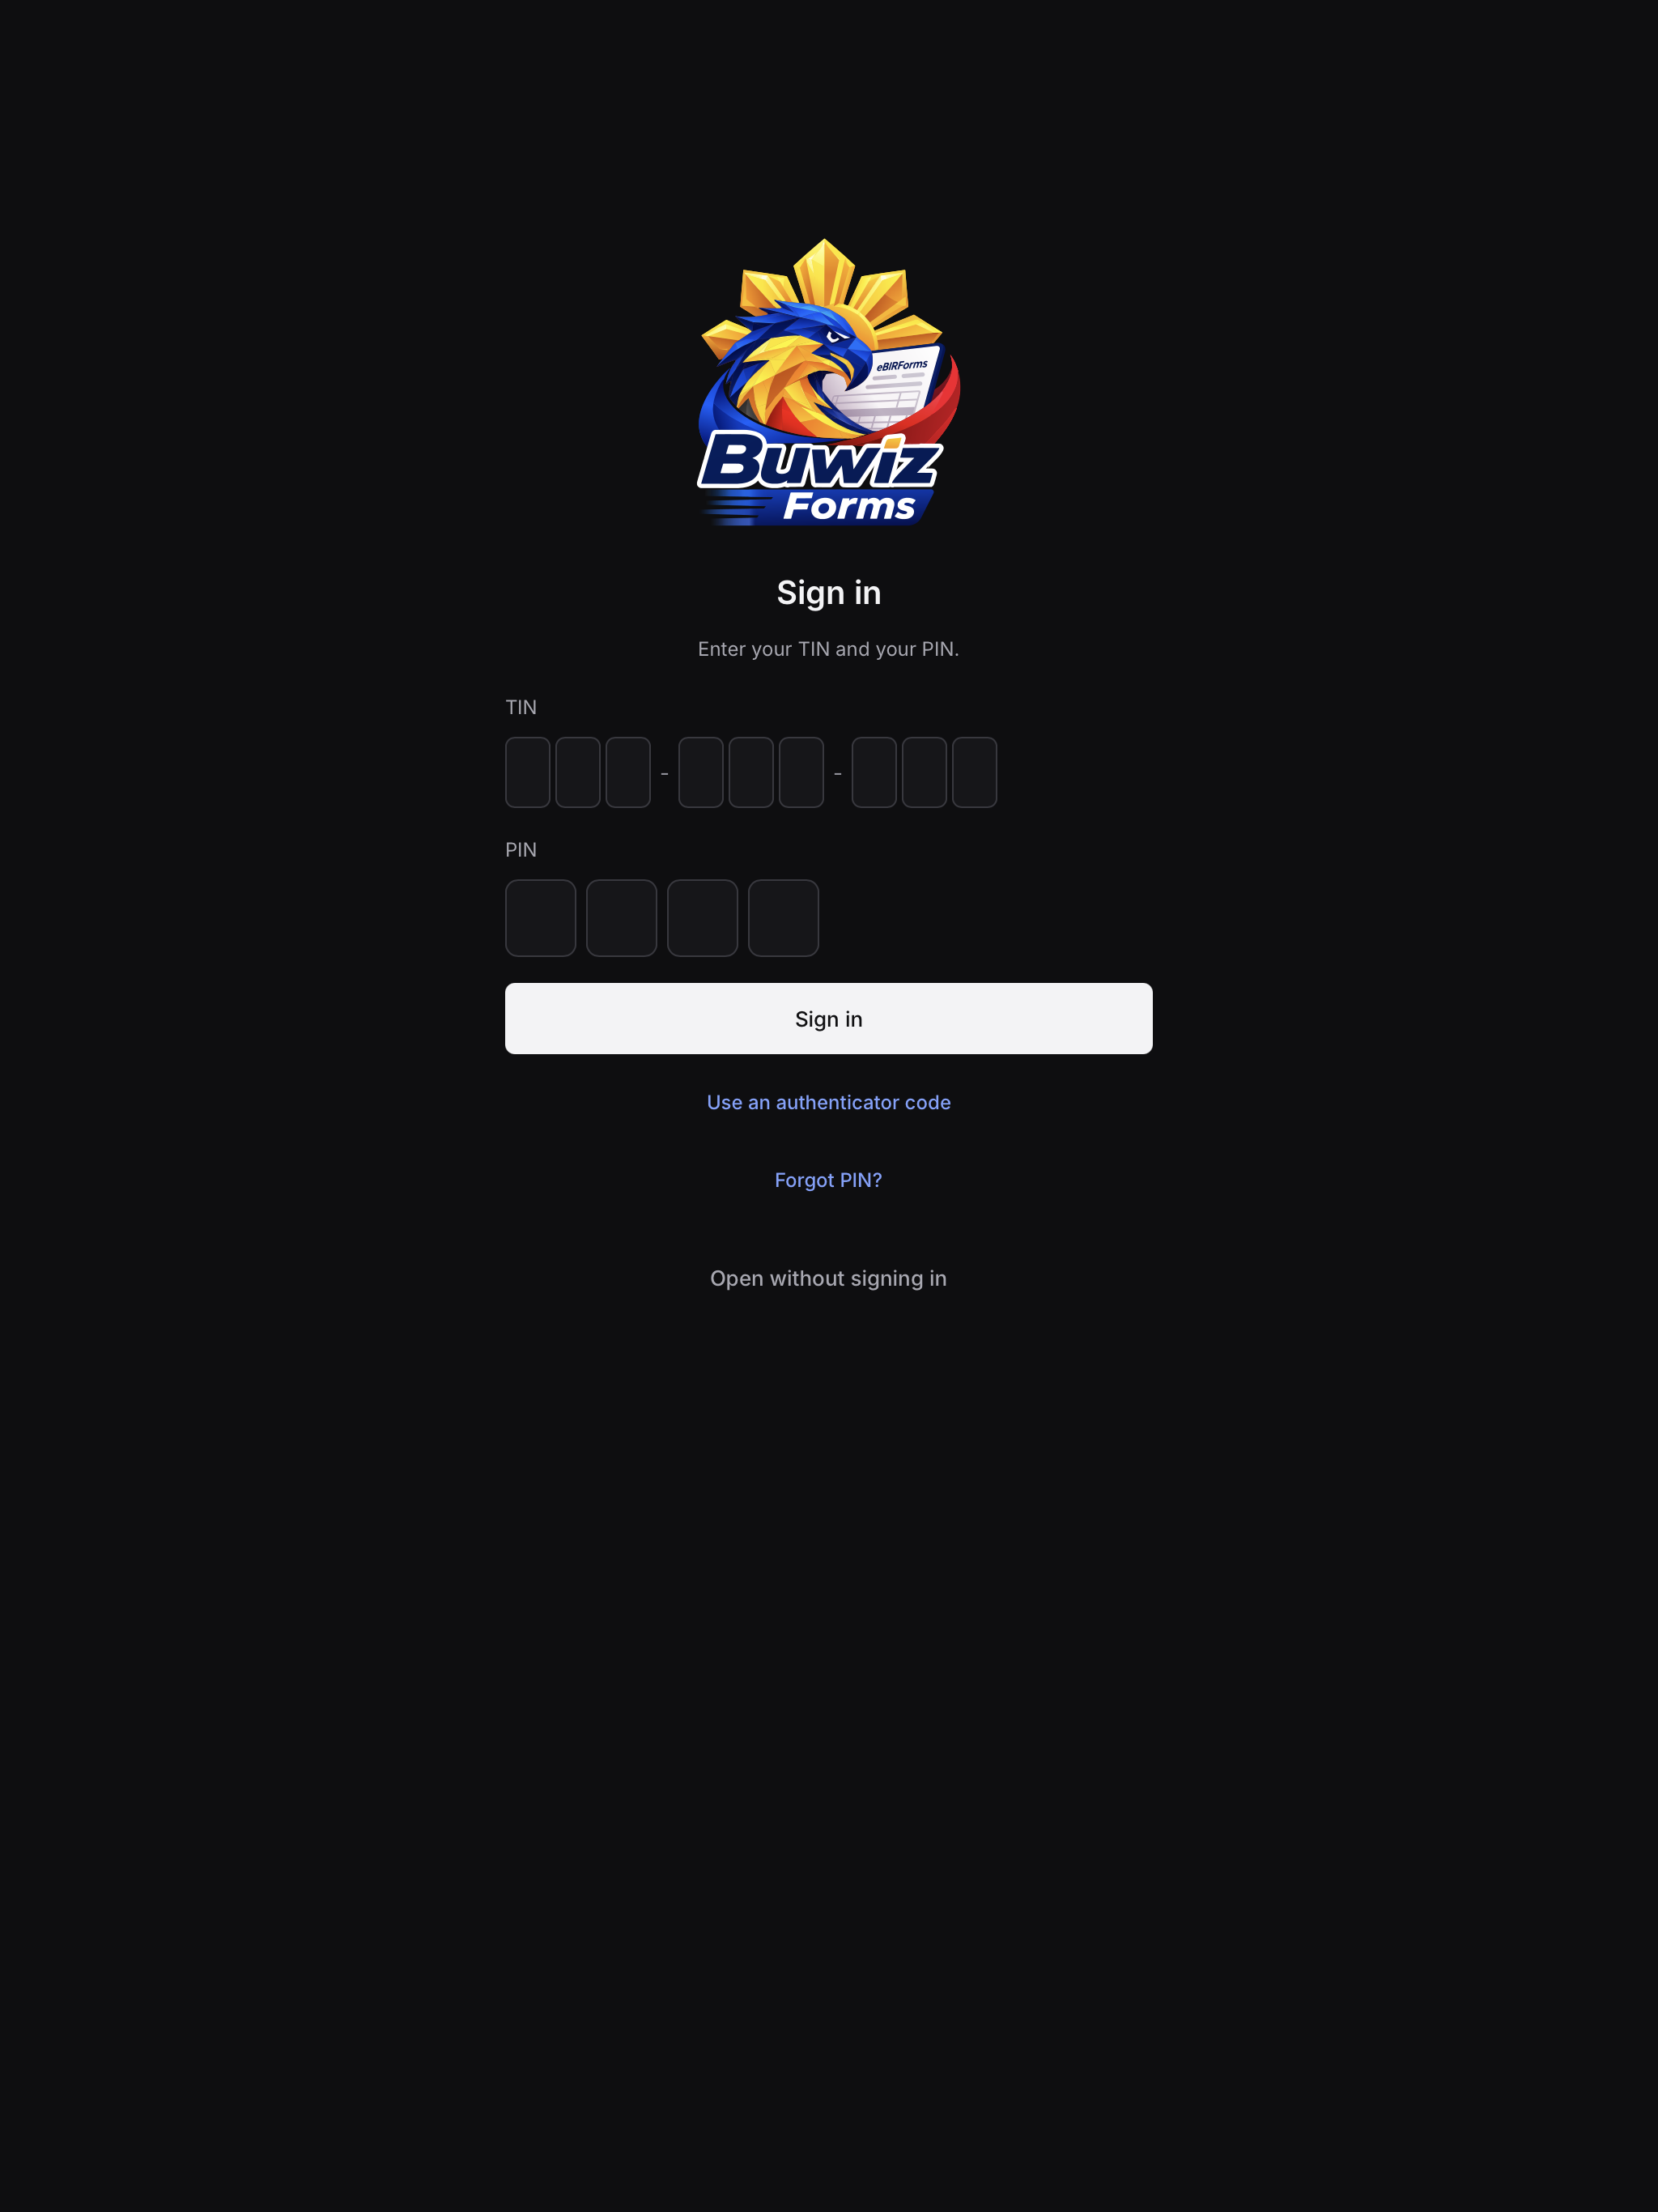 eBIRForms
Buwiz
Forms
Sign in
Enter your TIN and your PIN.
TIN
- -
PIN
Sign in
Use an authenticator code
Forgot PIN?
Open without signing in